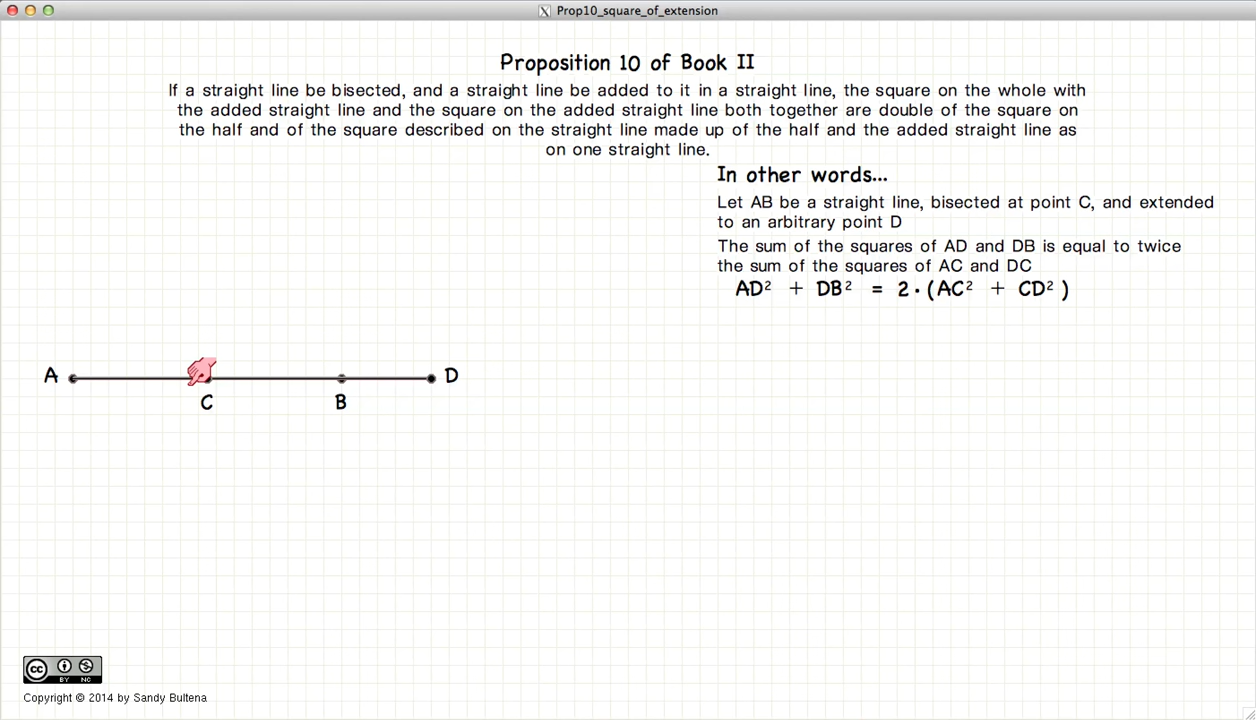 Prop10_square_of_extension
Proposition 10 of Book II
If a straight line be bisected, and a straight line be added to it in a straight line, the square on the whole with
the added straight line and the square on the added straight line both together are double of the square on
the half and of the square described on the straight line made up of the half and the added straight line as
on one straight line.
In other words...
Let AB be a straight line, bisected at point C, and extended
to an arbitrary point D
The sum of the squares of AD and DB is equal to twice
the sum of the squares of AC and DC
AD² + DB² = 2·(AC² + CD² )
A D
C B
cc
BY NC
Copyright © 2014 by Sandy Bultena